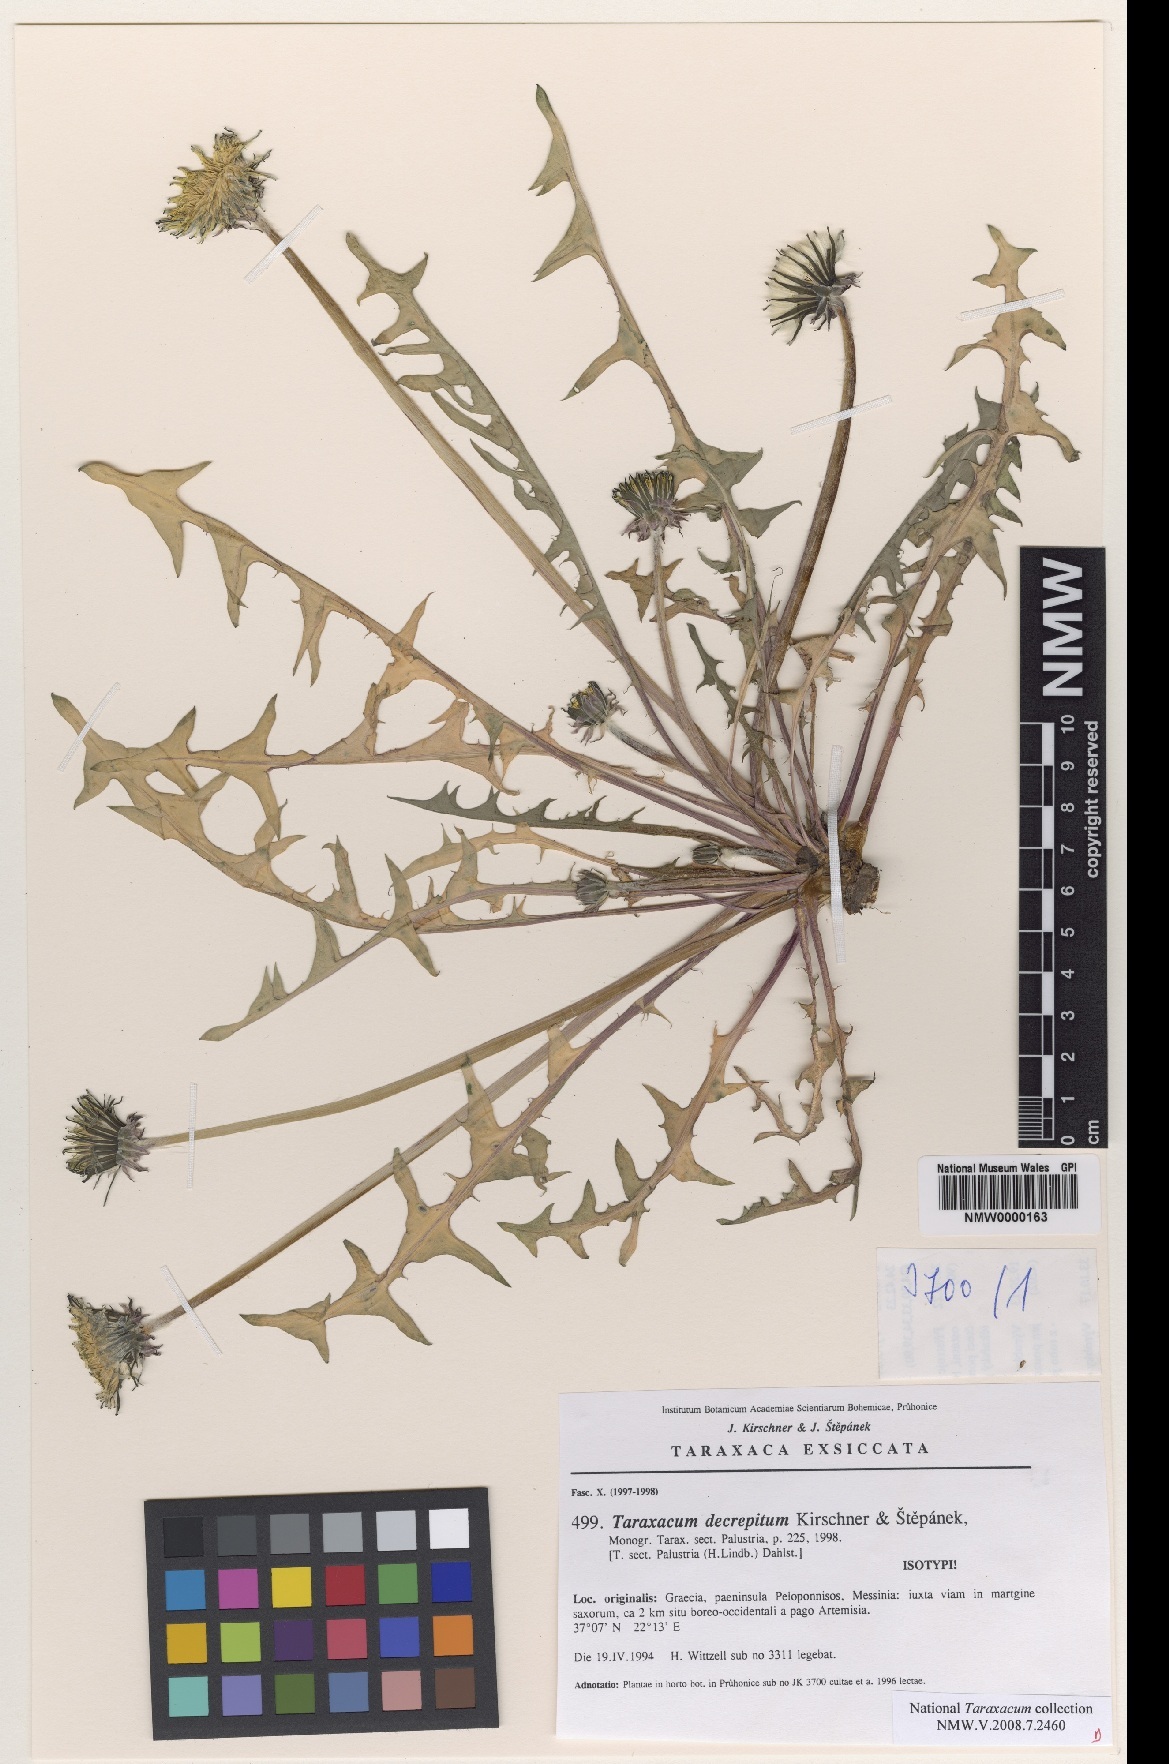 NMW
copyright reserved
10
9
8
7
6
5
4
3
2
1
0
cm
National Museum Wales GPI
NMW0000163
3700/1
Institutum Botanicum Academiae Scientiarum Bohemicae, Průhonice
J. Kirschner & J. Štěpánek
TARAXACA EXSICCATA
Fasc. X. (1997-1998)
499. Taraxacum decrepitum Kirschner & Štěpánek,
Monogr. Tarax. sect. Palustria, p. 225, 1998.
[T. sect. Palustria (H.Lindb.) Dahlst.]
ISOTYPI!
Loc. originalis: Graecia, paeninsula Peloponnisos. Messinia: iuxta viam in martgine
saxorum, ca 2 km situ boreo-occidentali a pago Artemisia.
37°07' N 22°13' E
Die 19.IV.1994 H. Wittzell sub no 3311 legebat.
Adnotatio: Plantae in horto bot. in Průhonice sub no JK 3700 cultae et a. 1996 lectae.
National Taraxacum collection
NMW.V.2008.7.2460